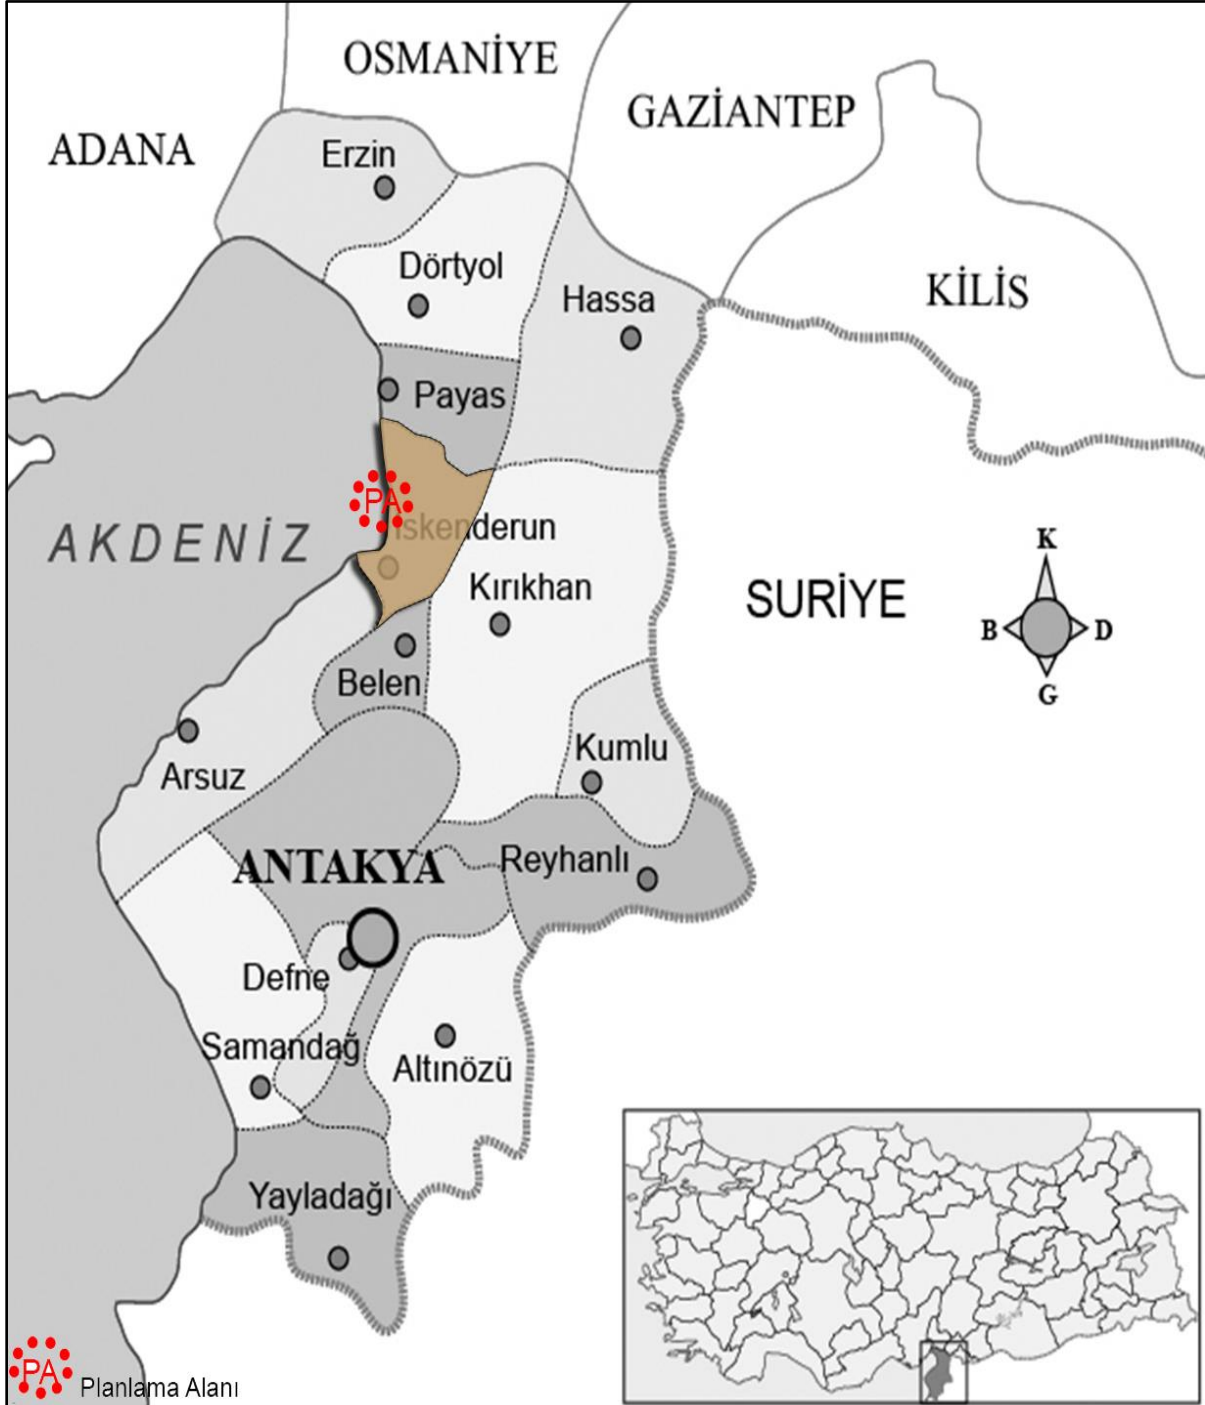 OSMANİYE
GAZİANTEP
ADANA
Erzin
Dörtyol
Hassa
KİLİS
Payas
PA
AKDENİZ
İskenderun
Kırıkhan
SURİYE
K
B
D
G
Belen
Arsuz
Kumlu
ANTAKYA
Reyhanlı
Defne
Samandağ
Altınözü
Yayladağı
PA
Planlama Alanı